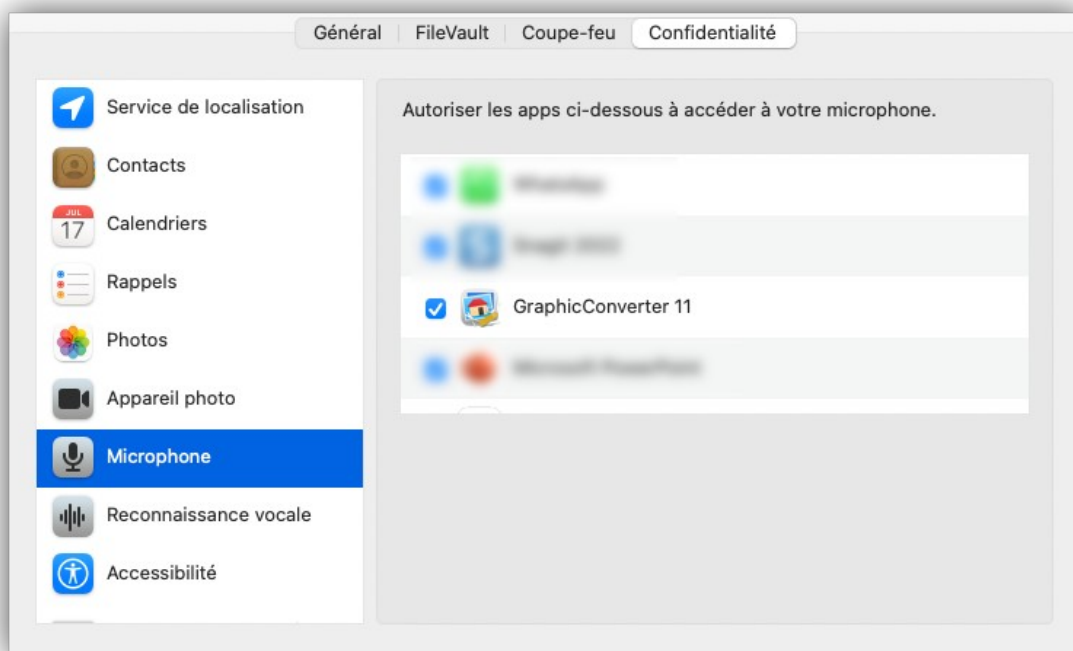 Général
FileVault
Coupe-feu
Confidentialité
Service de localisation
Contacts
JUL
17
Calendriers
Rappels
Photos
Appareil photo
Microphone
Reconnaissance vocale
Accessibilité
Autoriser les apps ci-dessous à accéder à votre microphone.
GraphicConverter 11